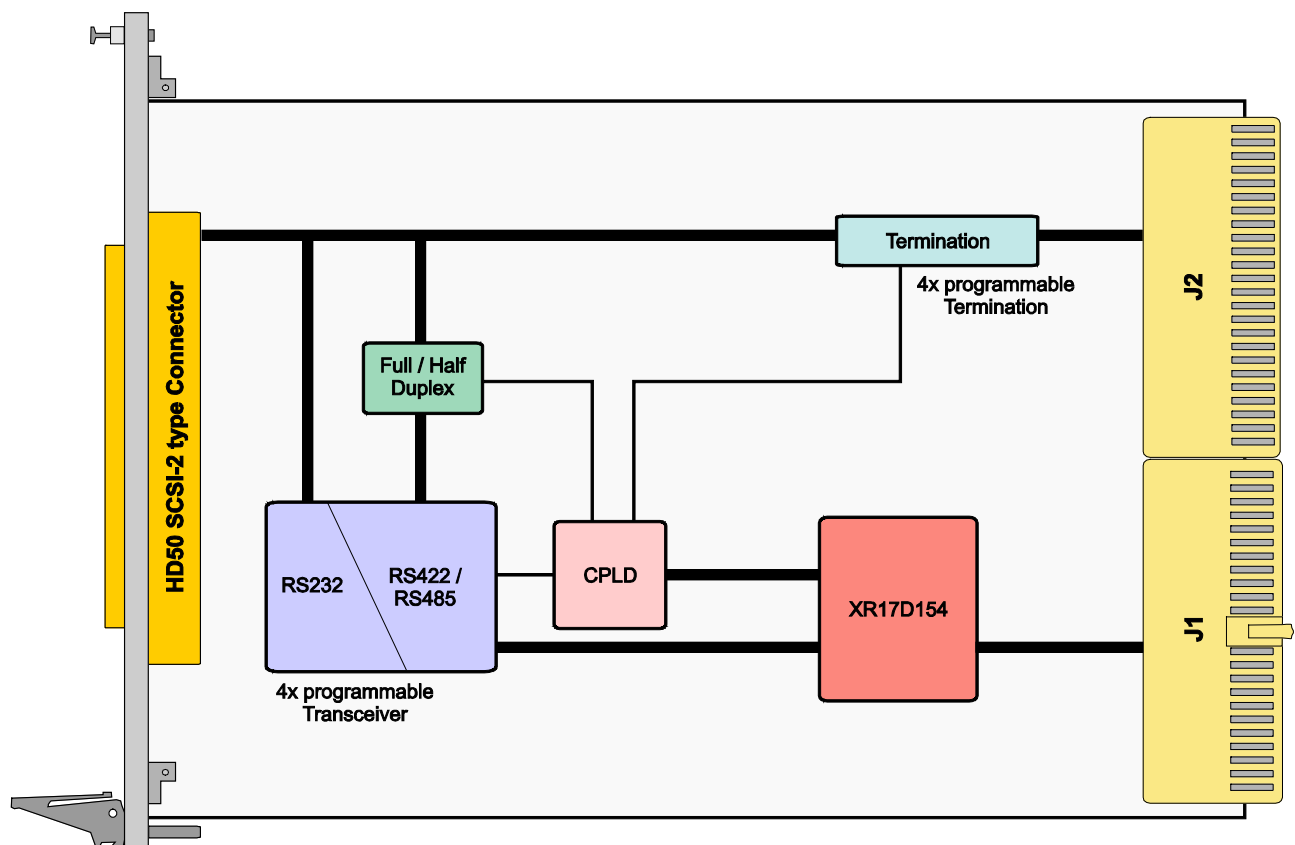 HD50 SCSI-2 type Connector
Termination
4x programmable
Termination
J2
Full / Half
Duplex
RS232
RS422 /
RS485
CPLD
XR17D154
J1
4x programmable
Transceiver